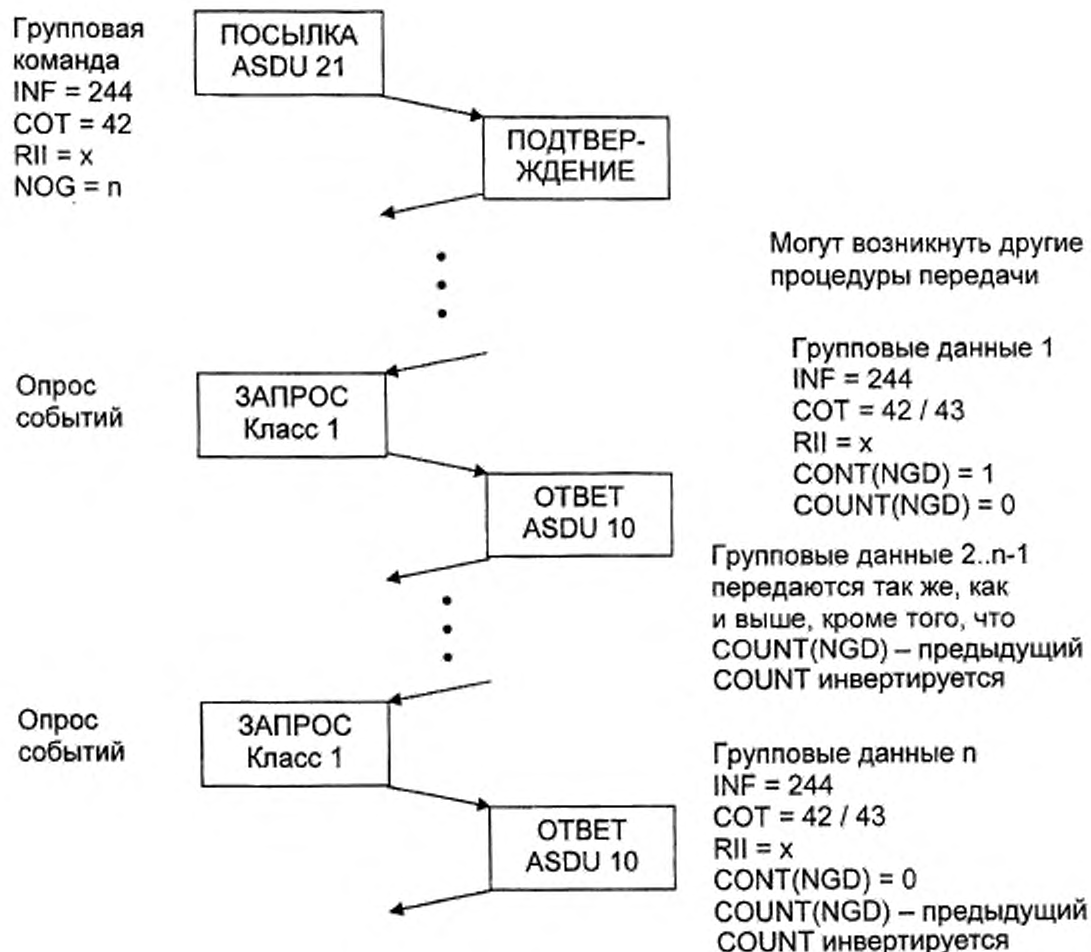 Групповая
команда
INF = 244
COT = 42
RII = x
NOG = n
ПОСЫЛКА
ASDU 21
ПОДТВЕР-
ЖДЕНИЕ
Могут возникнуть другие
процедуры передачи
Опрос
событий
ЗАПРОС
Класс 1
Групповые данные 1
INF = 244
COT = 42 / 43
RII = x
CONT(NGD) = 1
COUNT(NGD) = 0
ОТВЕТ
ASDU 10
Групповые данные 2..n-1
передаются так же, как
и выше, кроме того, что
COUNT(NGD) – предыдущий
COUNT инвертируется
Опрос
событий
ЗАПРОС
Класс 1
Групповые данные n
INF = 244
COT = 42 / 43
RII = x
CONT(NGD) = 0
COUNT(NGD) – предыдущий
COUNT инвертируется
ОТВЕТ
ASDU 10